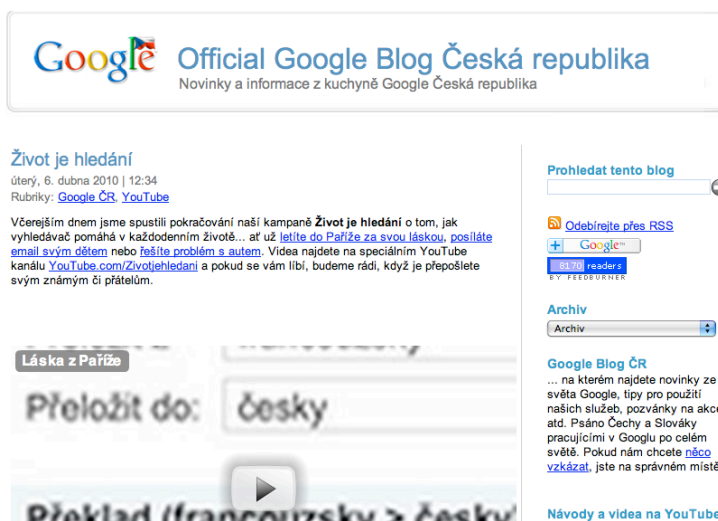 Google
Official Google Blog Česká republika
Novinky a informace z kuchyně Google Česká republika
Život je hledání
úterý, 6. dubna 2010 | 12:34
Rubriky: Google ČR, YouTube
Včerejším dnem jsme spustili pokračování naší kampaně Život je hledání o tom, jak
vyhledávač pomáhá v každodenním životě... ať už letíte do Paříže za svou láskou, posíláte
email svým dětem nebo řešíte problém s autem. Videa najdete na speciálním YouTube
kanálu YouTube.com/Zivotjehledani a pokud se vám líbí, budeme rádi, když je přepošlete
svým známým či přátelům.
Láska z Paříže
francouzsky
Přeložit do: česky
Překlad (francouzsky > česky)
Prohledat tento blog
Odebírejte přes RSS
+ Google™
8170 readers
BY FEEDBURNER
Archiv
Archiv
Google Blog ČR
... na kterém najdete novinky ze
světa Google, tipy pro použití
našich služeb, pozvánky na akce
atd. Psáno Čechy a Slováky
pracujícími v Googlu po celém
světě. Pokud nám chcete něco
vzkázat, jste na správném místě
Návody a videa na YouTube